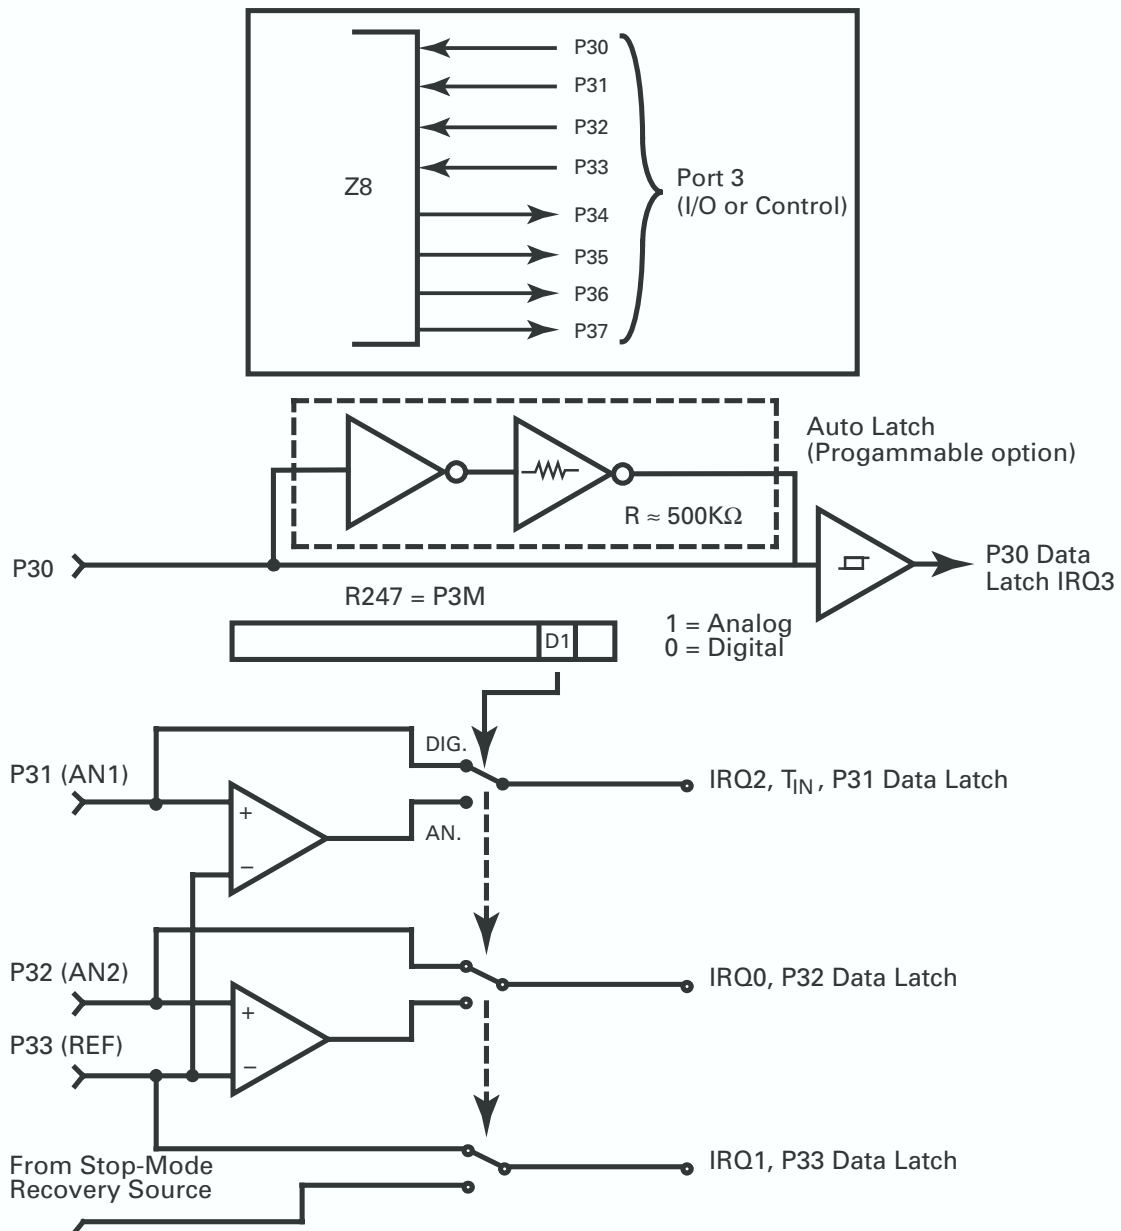 P30
P31
P32
P33
Z8
Port 3
(I/O or Control)
P34
P35
P36
P37
Auto Latch
(Progammable option)
R ≈ 500KΩ
P30
P30 Data
Latch IRQ3
R247 = P3M
D1
1 = Analog
0 = Digital
DIG.
P31 (AN1)
IRQ2, TIN , P31 Data Latch
+
AN.
−
P32 (AN2)
IRQ0, P32 Data Latch
+
P33 (REF)
−
From Stop-Mode
Recovery Source
IRQ1, P33 Data Latch